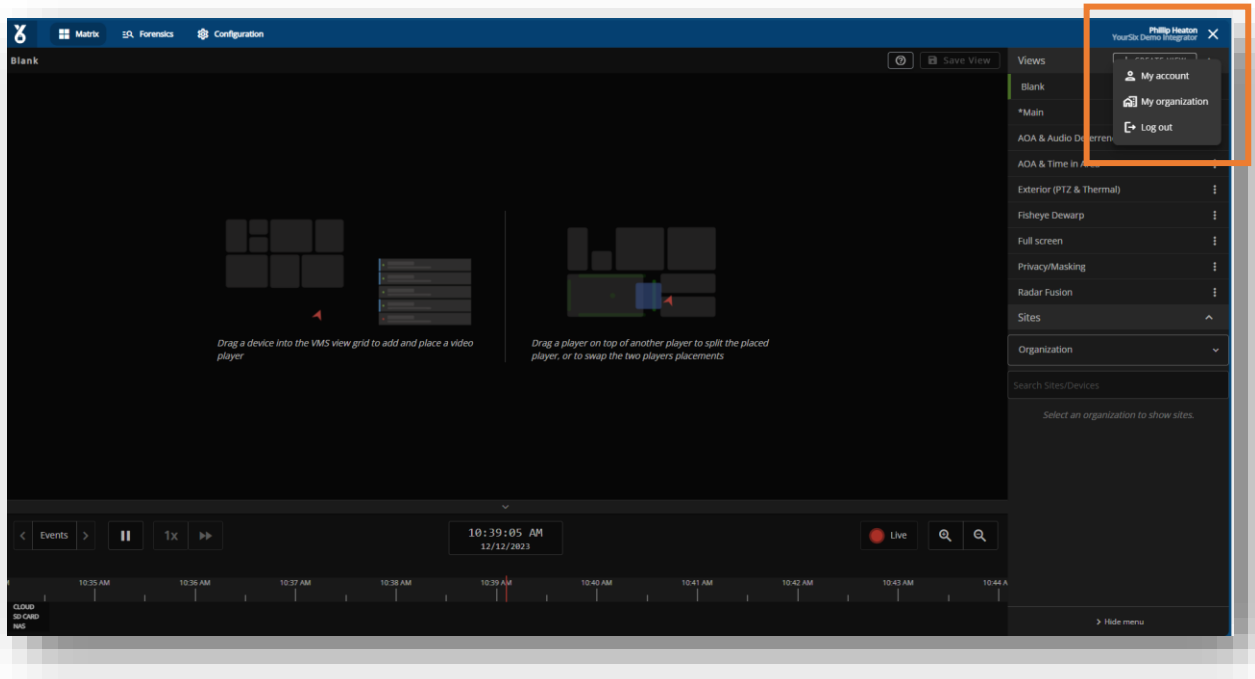 Matrix
Forensics
Configuration
Phillip Heaton
YourSix Demo Integrator
Blank
Save View
Views
My account
My organization
Log out
Blank
*Main
AOA & Audio Deterren
AOA & Time in
Exterior (PTZ & Thermal)
Fisheye Dewarp
Full screen
Privacy/Masking
Radar Fusion
Sites
Organization
Search Sites/Devices
Select an organization to show sites.
Drag a device into the VMS view grid to add and place a video
player
Drag a player on top of another player to split the placed
player, or to swap the two players placements
Events
1x
10:39:05 AM
12/12/2023
Live
10:35 AM
10:36 AM
10:37 AM
10:38 AM
10:39 AM
10:40 AM
10:41 AM
10:42 AM
10:43 AM
10:44 A
CLOUD
SD CARD
NAS
Hide menu